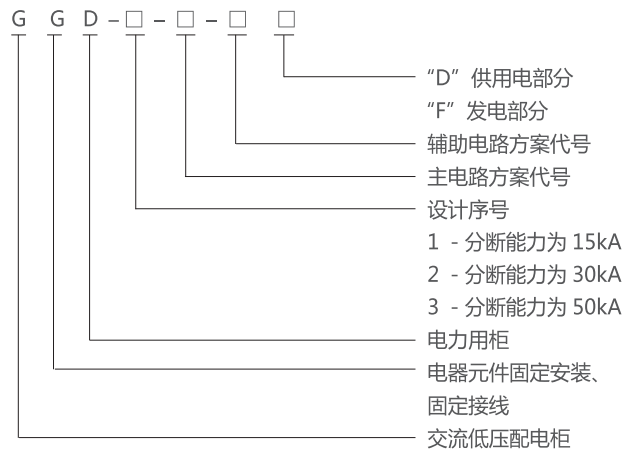 G G D-□-□-□ □
“D”供用电部分
“F”发电部分
辅助电路方案代号
主电路方案代号
设计序号
1 - 分断能力为 15kA
2 - 分断能力为 30kA
3 - 分断能力为 50kA
电力用柜
电器元件固定安装、
固定接线
交流低压配电柜